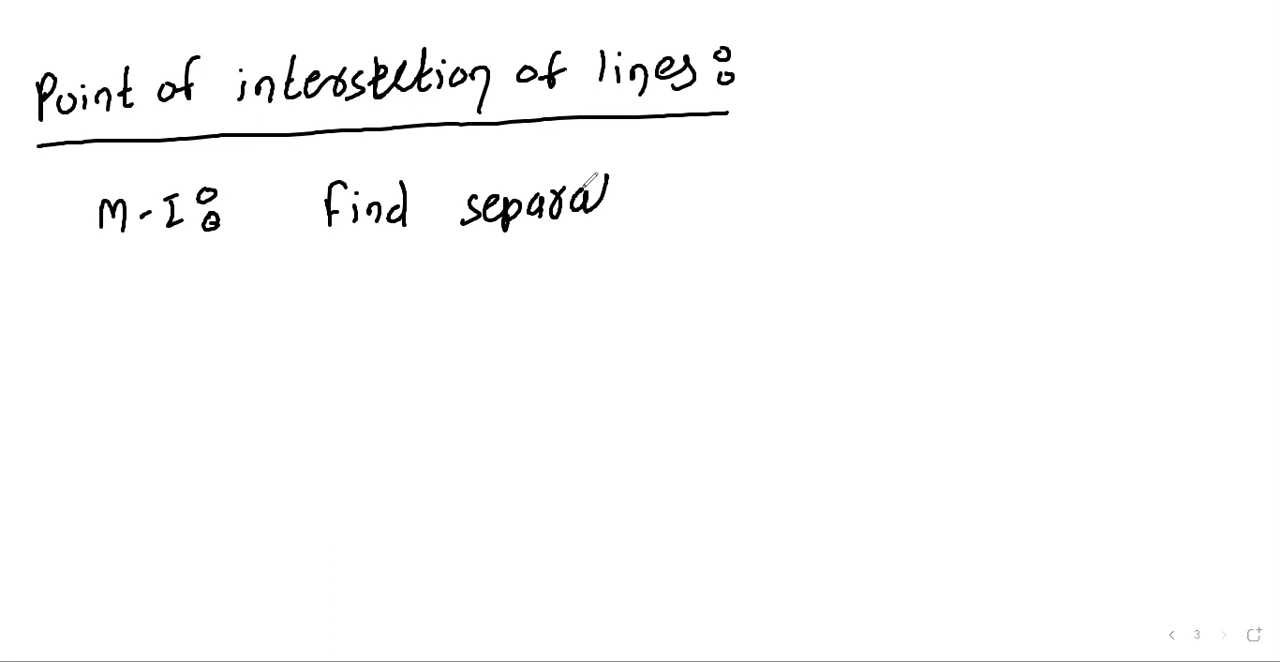 Point of intersection of lines:
M-I: Find separa
3